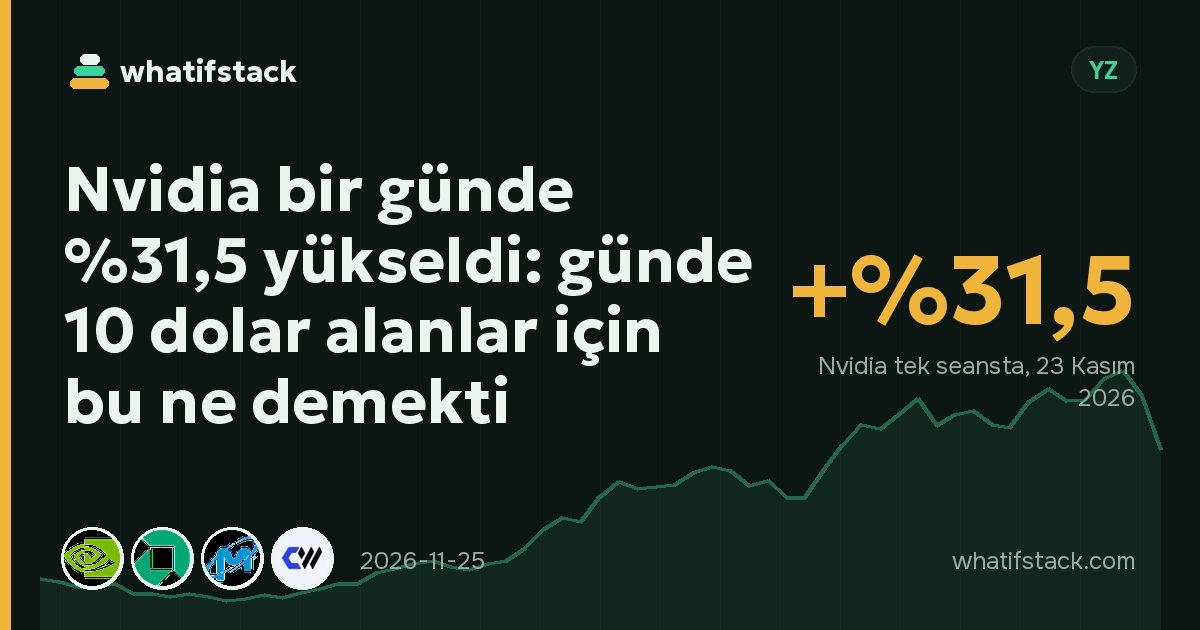 whatifstack
YZ
Nvidia bir günde
%31,5 yükseldi: günde
10 dolar alanlar için
bu ne demekti
+%31,5
Nvidia tek seansta, 23 Kasım
2026
2026-11-25
whatifstack.com